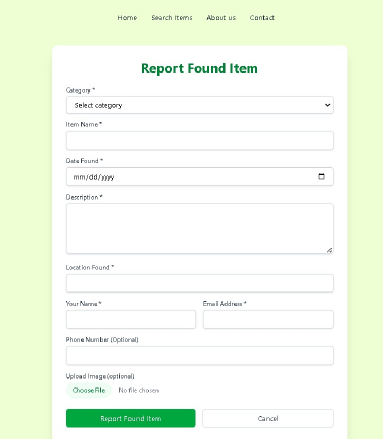 Home Search Items About us Contact
Report Found Item
Category *
Select category
Item Name *
Date Found *
mm/dd/yyyy
Description *
Location Found *
Your Name * Email Address *
Phone Number (Optional)
Upload Image (optional)
Choose File No file chosen
Report Found Item Cancel